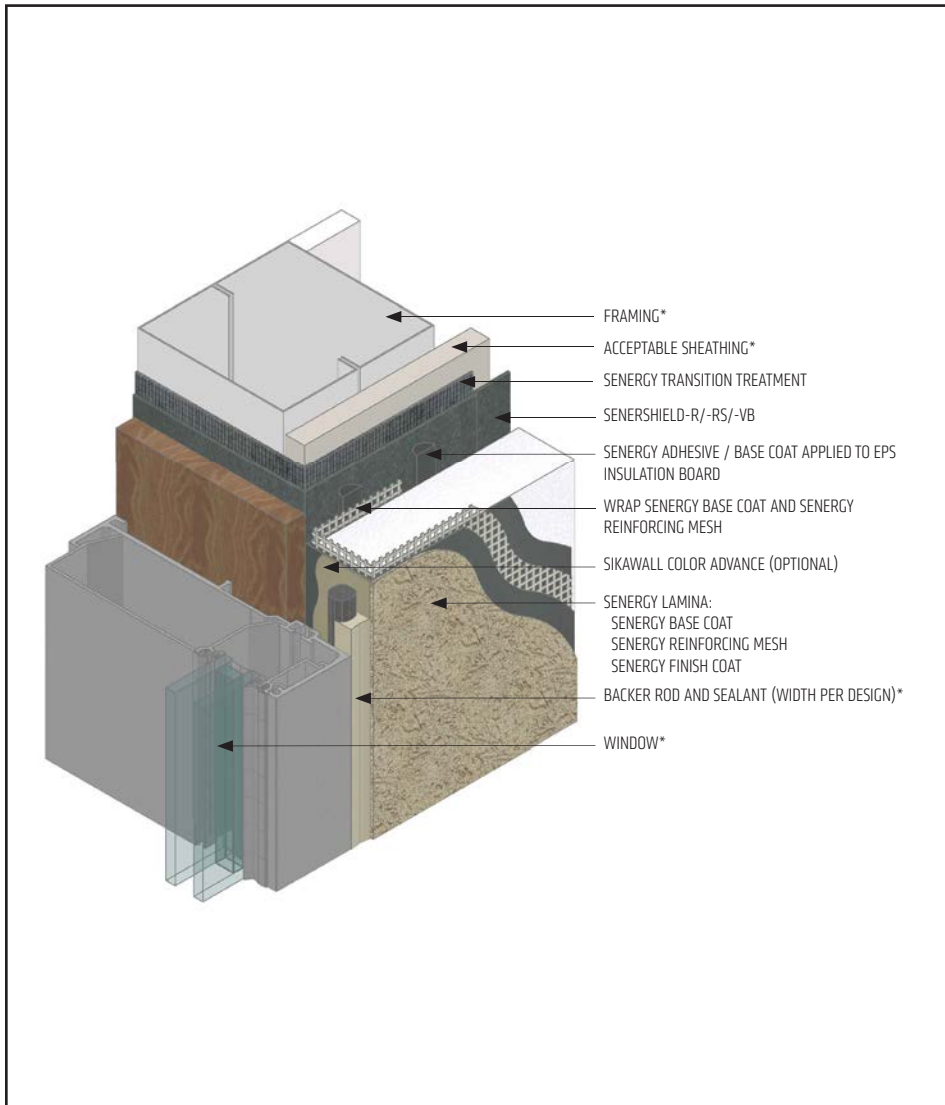 FRAMING*
ACCEPTABLE SHEATHING*
SENERGY TRANSITION TREATMENT
SENERSHIELD-R/-RS/-VB
SENERGY ADHESIVE / BASE COAT APPLIED TO EPS
INSULATION BOARD
WRAP SENERGY BASE COAT AND SENERGY
REINFORCING MESH
SIKAWALL COLOR ADVANCE (OPTIONAL)
SENERGY LAMINA:
SENERGY BASE COAT
SENERGY REINFORCING MESH
SENERGY FINISH COAT
BACKER ROD AND SEALANT (WIDTH PER DESIGN)*
WINDOW*